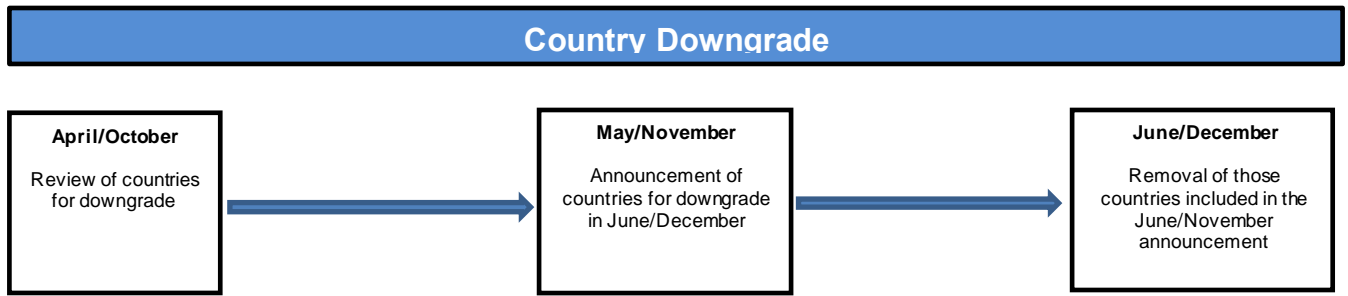 Country Downgrade
April/October
Review of countries
for downgrade
May/November
Announcement of
countries for downgrade
in June/December
June/December
Removal of those
countries included in the
June/November
announcement